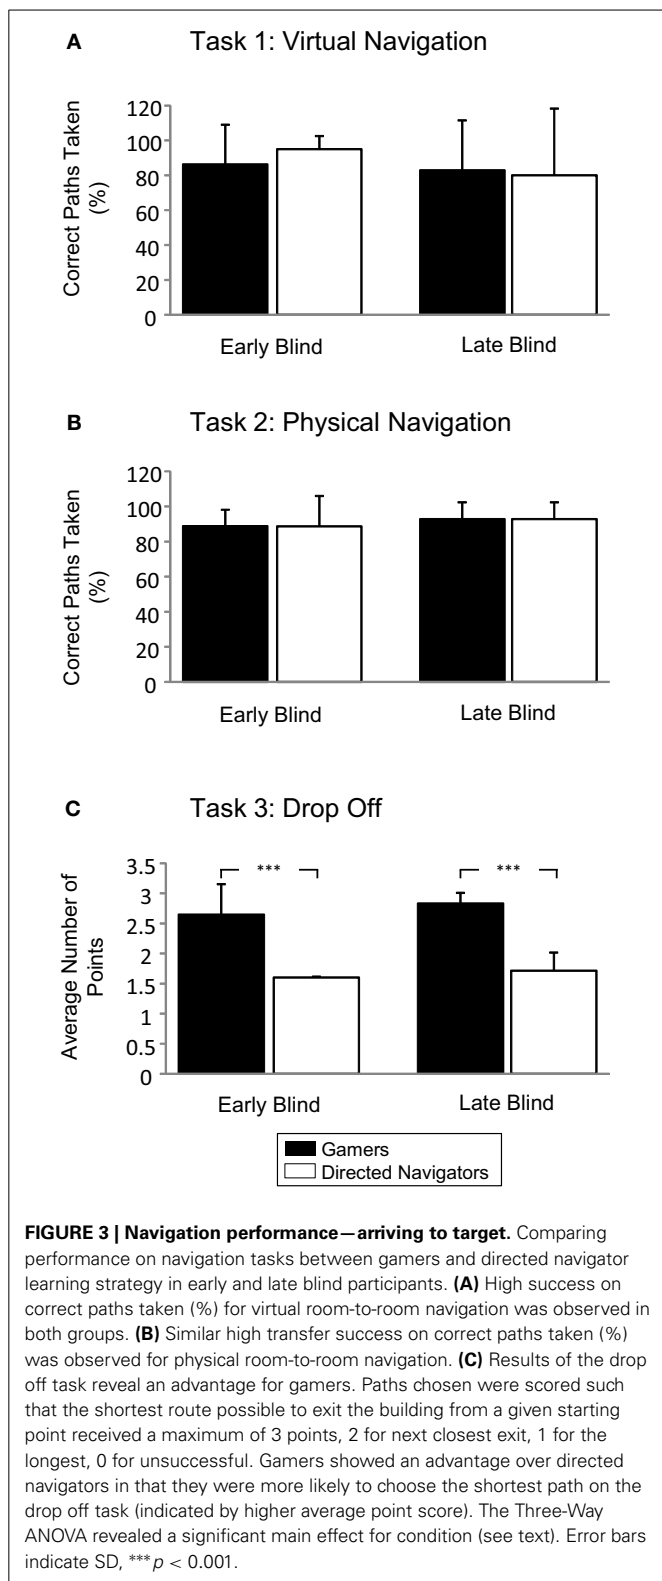 A Task 1: Virtual Navigation
Correct Paths Taken
(%)
120
100
80
60
40
20
0
Early Blind Late Blind
B Task 2: Physical Navigation
Correct Paths Taken
(%)
120
100
80
60
40
20
0
Early Blind Late Blind
C Task 3: Drop Off
Average Number of
Points
3.5
3
2.5
2
1.5
1
0.5
0
*** ***
Early Blind Late Blind
Gamers
Directed Navigators
FIGURE 3 | Navigation performance—arriving to target. Comparing
performance on navigation tasks between gamers and directed navigator
learning strategy in early and late blind participants. (A) High success on
correct paths taken (%) for virtual room-to-room navigation was observed in
both groups. (B) Similar high transfer success on correct paths taken (%)
was observed for physical room-to-room navigation. (C) Results of the drop
off task reveal an advantage for gamers. Paths chosen were scored such
that the shortest route possible to exit the building from a given starting
point received a maximum of 3 points, 2 for next closest exit, 1 for the
longest, 0 for unsuccessful. Gamers showed an advantage over directed
navigators in that they were more likely to choose the shortest path on the
drop off task (indicated by higher average point score). The Three-Way
ANOVA revealed a significant main effect for condition (see text). Error bars
indicate SD, ***p < 0.001.